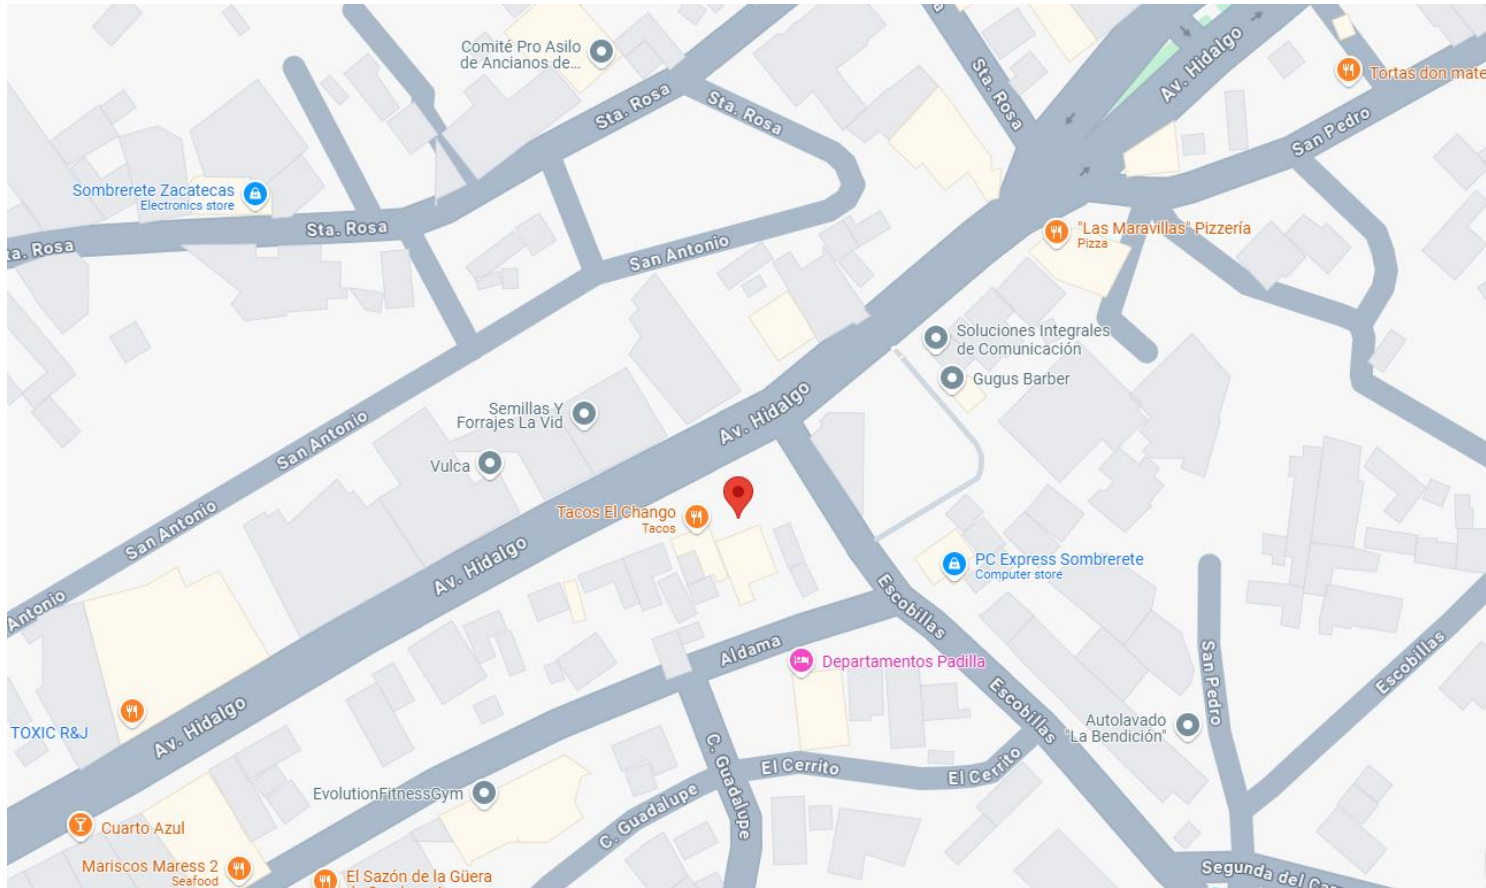 Comité Pro Asilo
de Ancianos de...
Sta. Rosa
Av. Hidalgo
Tortas don mate
Sta. Rosa
Sta. Rosa
San Pedro
Sombrerete Zacatecas
Electronics store
Sta. Rosa
ta. Rosa
San Antonio
"Las Maravillas" Pizzería
Pizza
Soluciones Integrales
de Comunicación
Gugus Barber
Semillas Y
Forrajes La Vid
Av. Hidalgo
San Antonio
Vulca
Tacos El Chango
Tacos
San Antonio
Av. Hidalgo
PC Express Sombrerete
Computer store
Antonio
Escobillas
Aldama
Departamentos Padilla
San Pedro
Escobillas
Escobillas
TOXIC R&J
Av. Hidalgo
Autolavado
"La Bendición"
C. Guadalupe
El Cerrito
El Cerrito
EvolutionFitnessGym
C. Guadalupe
Cuarto Azul
Mariscos Maress 2
Seafood
El Sazón de la Güera
Segunda del